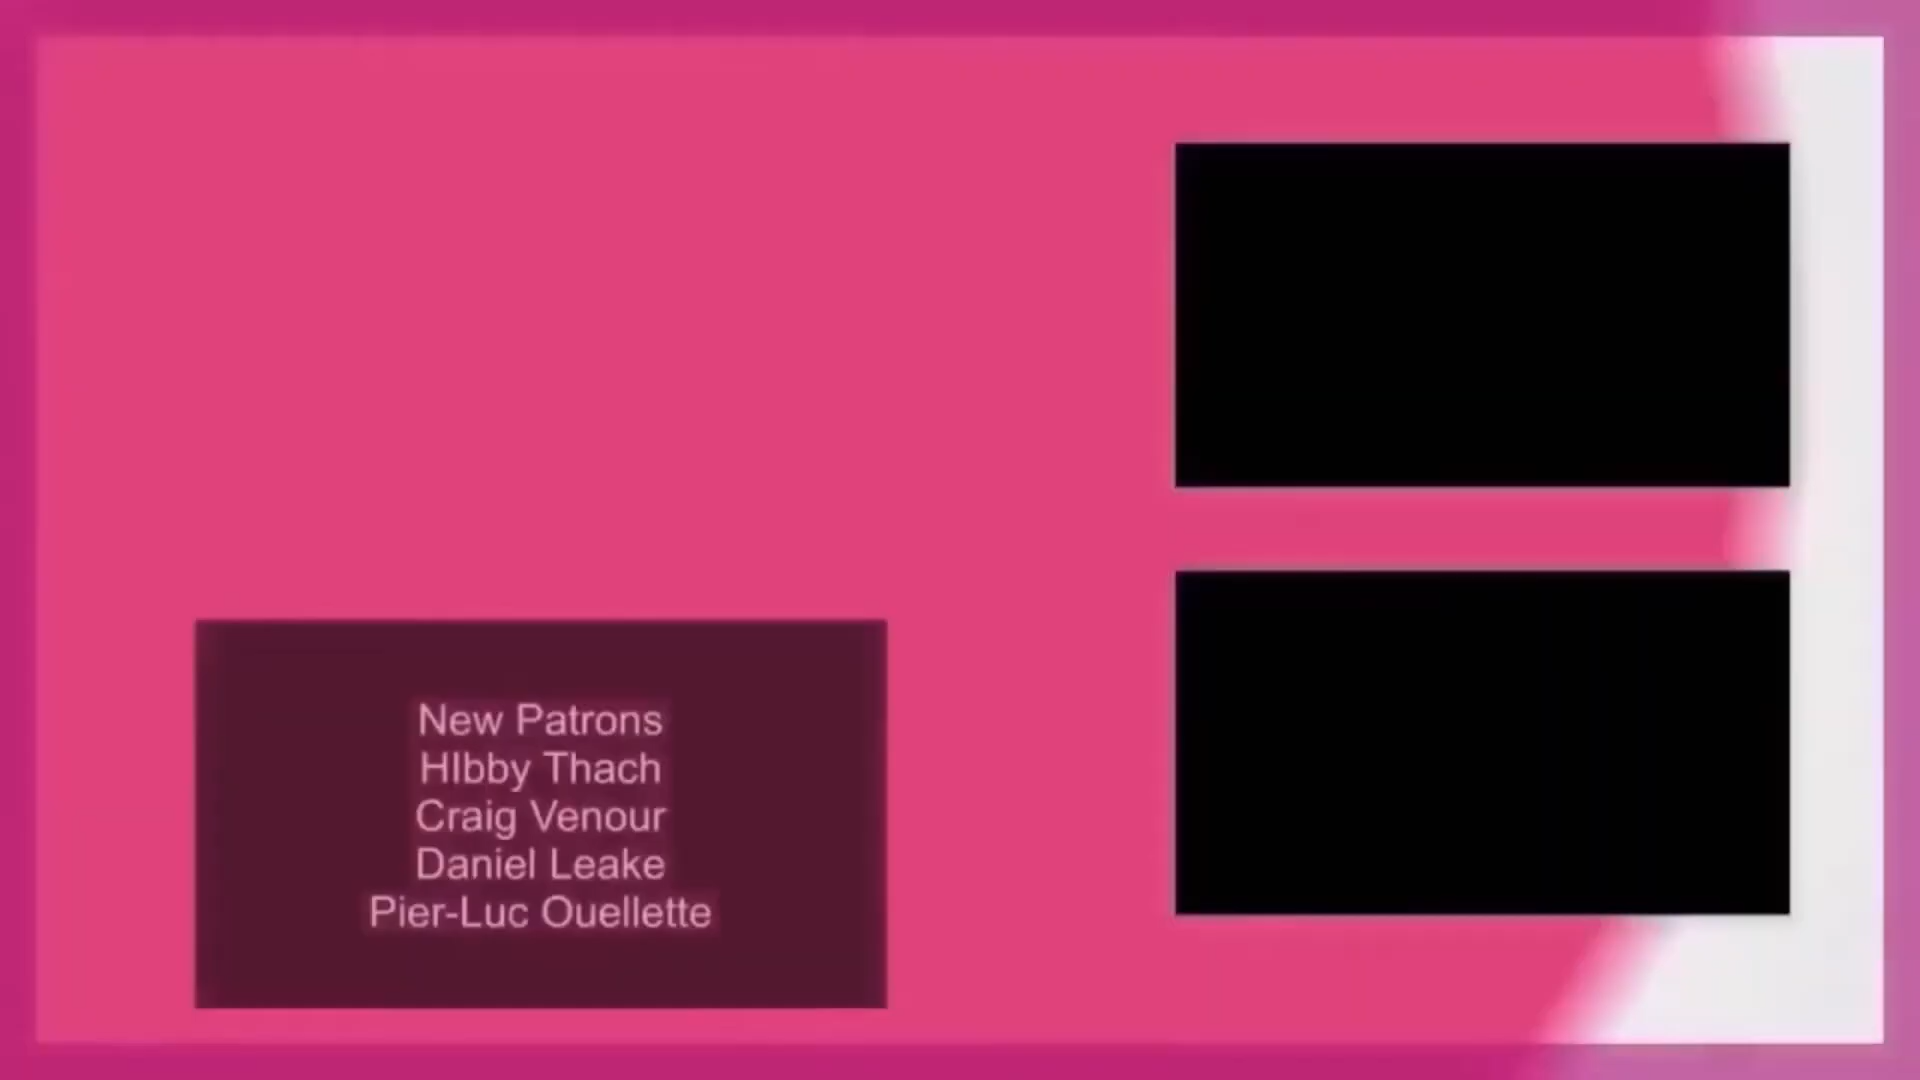 New Patrons
HIbby Thach
Craig Venour
Daniel Leake
Pier-Luc Ouellette